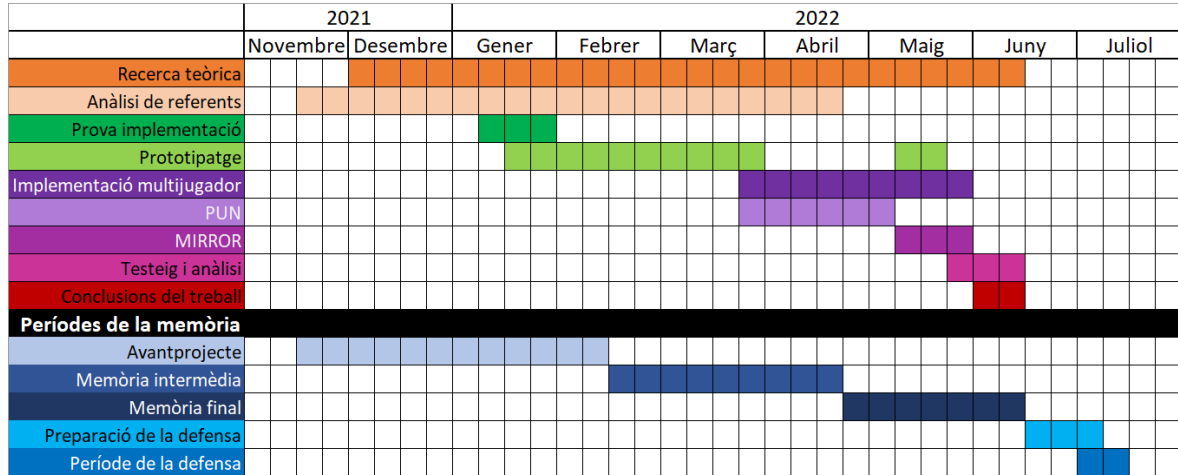 2021 2022
Novembre Desembre Gener Febrer Març Abril Maig Juny Juliol
Recerca teòrica
Anàlisi de referents
Prova implementació
Prototipatge
Implementació multijugador
PUN
MIRROR
Testeig i anàlisi
Conclusions del treball
Períodes de la memòria
Avantprojecte
Memòria intermèdia
Memòria final
Preparació de la defensa
Període de la defensa